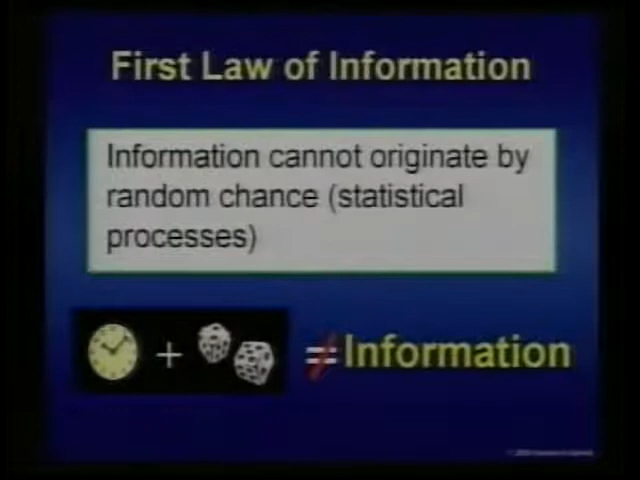 First Law of Information
Information cannot originate by
random chance (statistical
processes)
+ ≠ Information